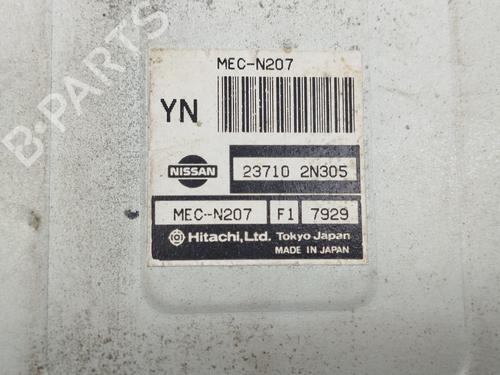 MEC-N207
YN
NISSAN
23710 2N305
MEC-N207 F1 7929
Hitachi, Ltd. Tokyo Japan
MADE IN JAPAN
B-PARTS